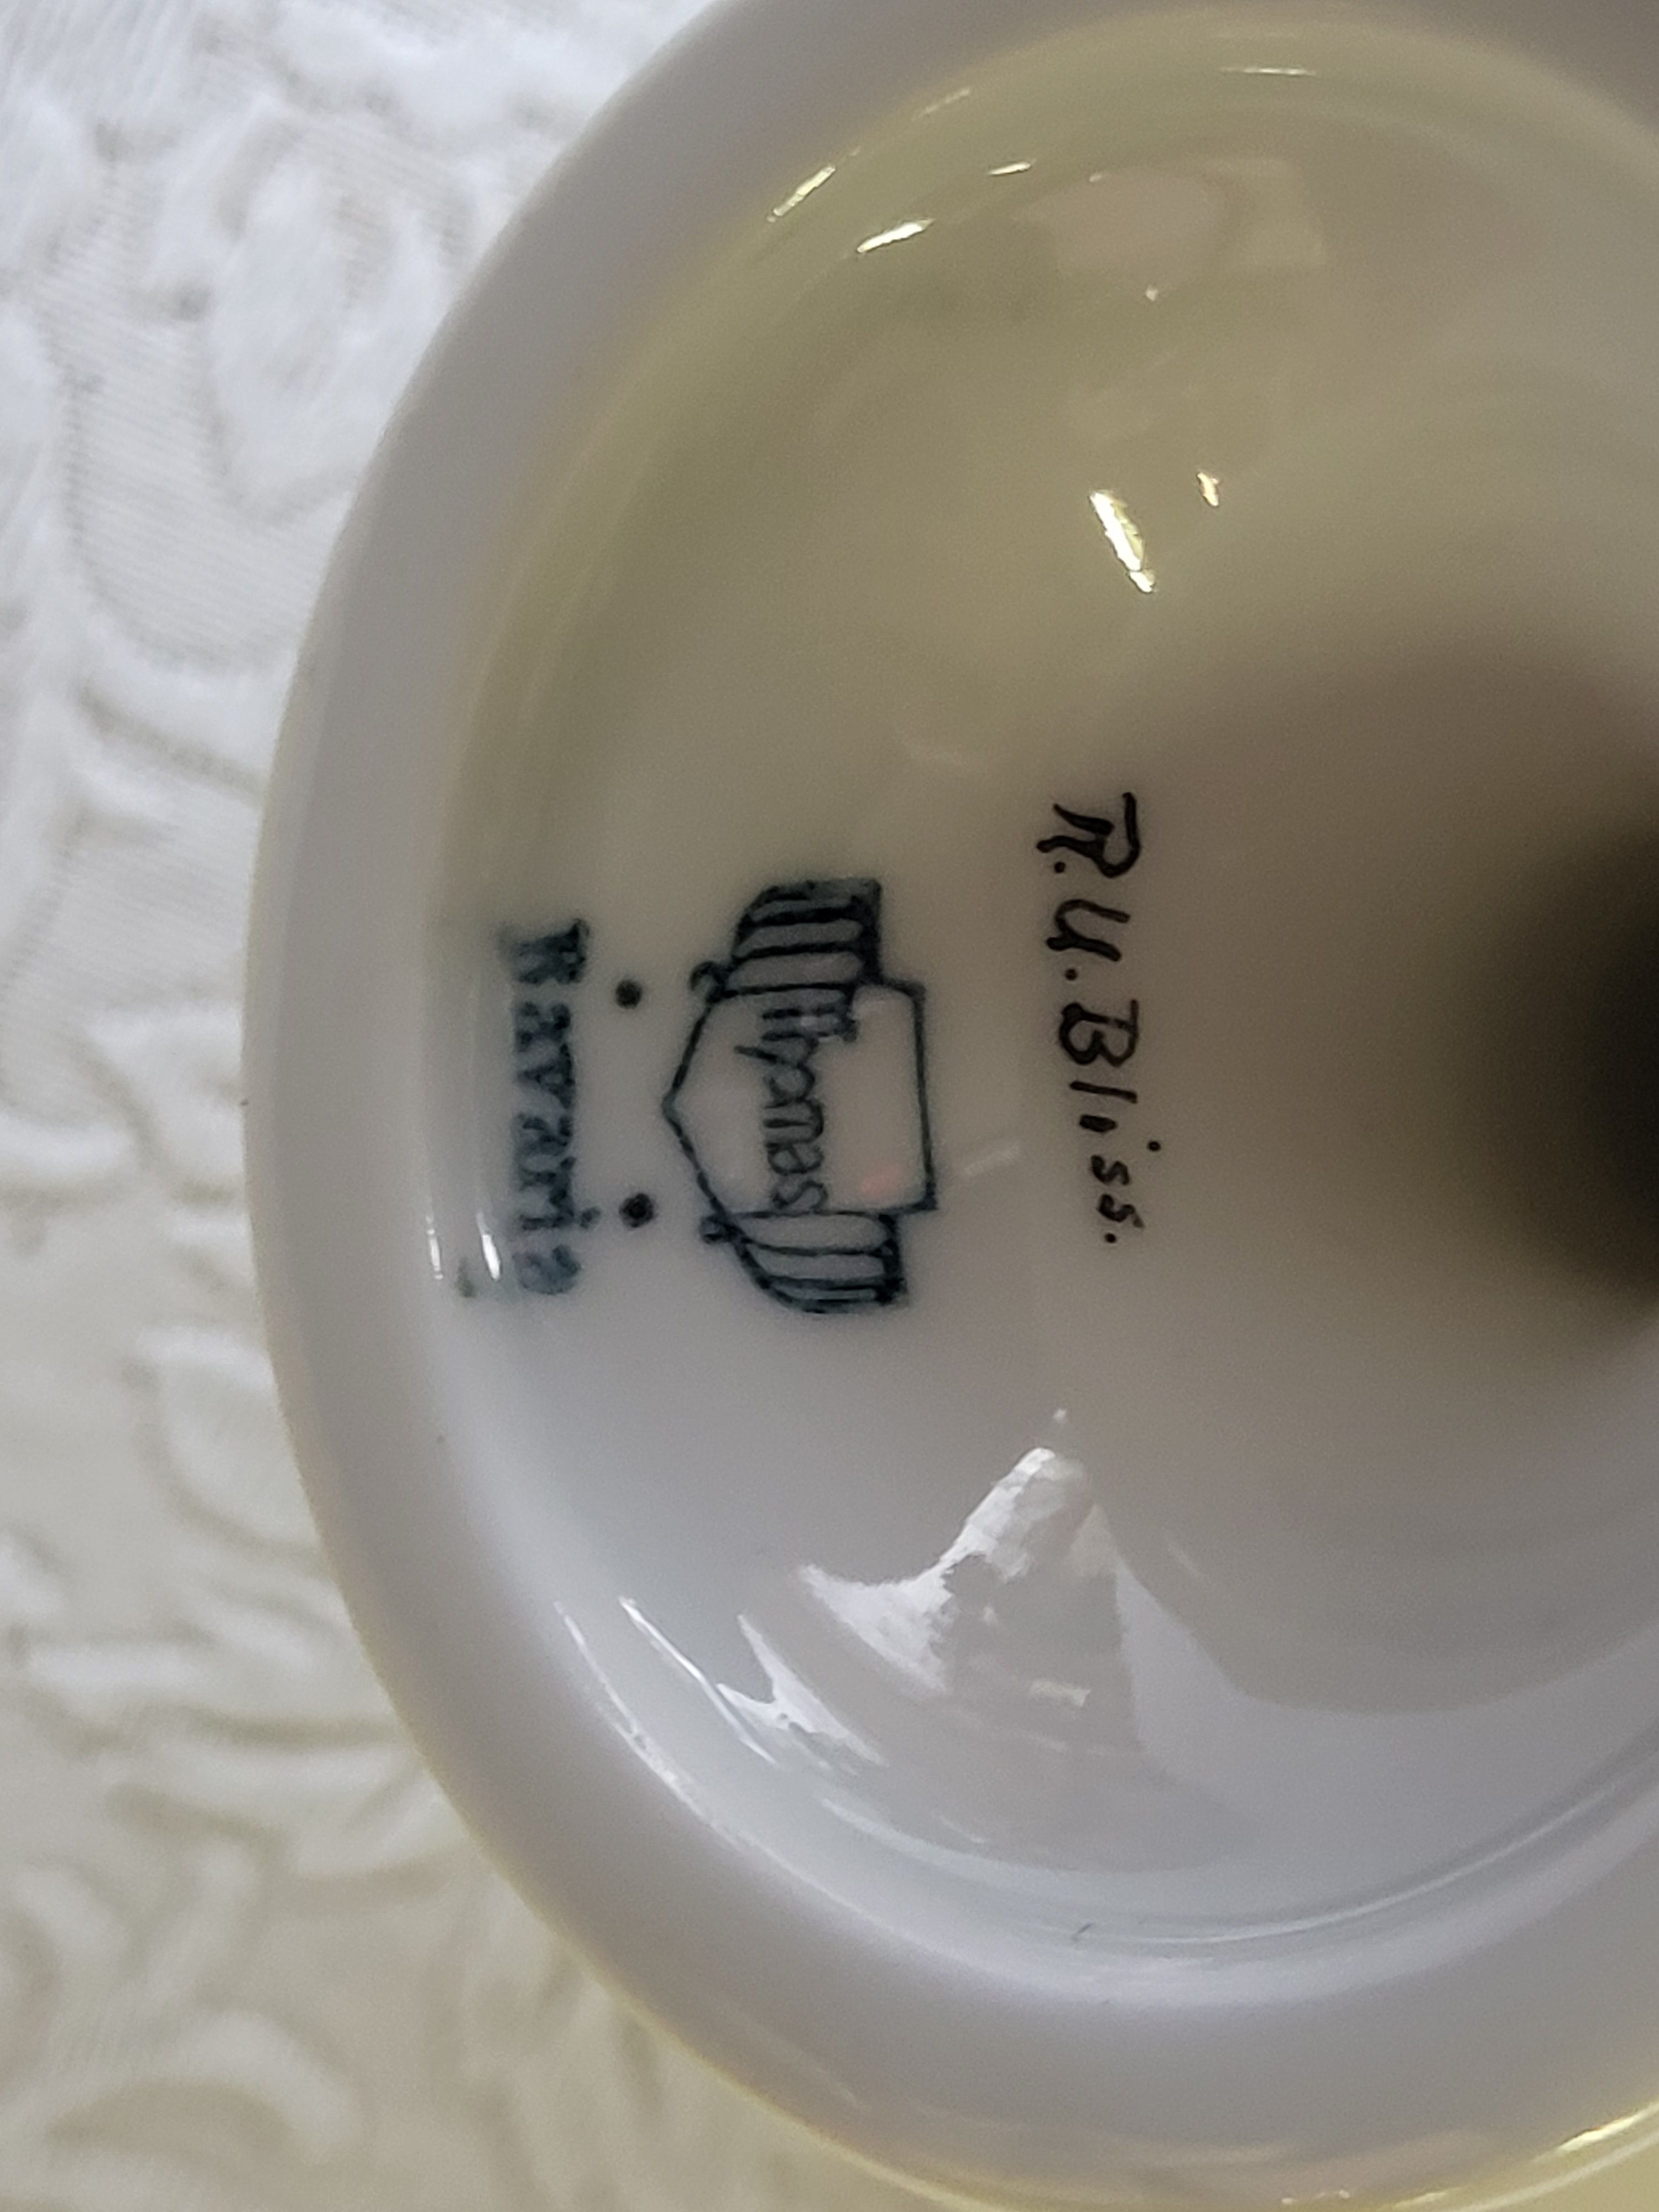 R.U. Bliss.
Thomas
Bavaria